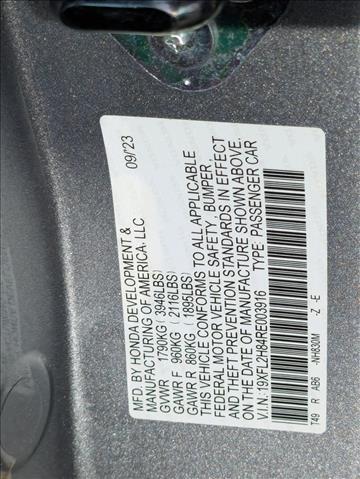 MFD. BY HONDA DEVELOPMENT & 09/23
MANUFACTURING OF AMERICA, LLC
GVWR 1790KG(3946LBS)
GAWR F 960KG(2116LBS)
GAWR R 860KG(1895LBS)
THIS VEHICLE CONFORMS TO ALL APPLICABLE
FEDERAL MOTOR VEHICLE SAFETY, BUMPER,
AND THEFT PREVENTION STANDARDS IN EFFECT
ON THE DATE OF MANUFACTURE SHOWN ABOVE.
V.I.N: 19XFL2H84RE003916 TYPE: PASSENGER CAR
T49 R AB6 -NH830M -Z -E